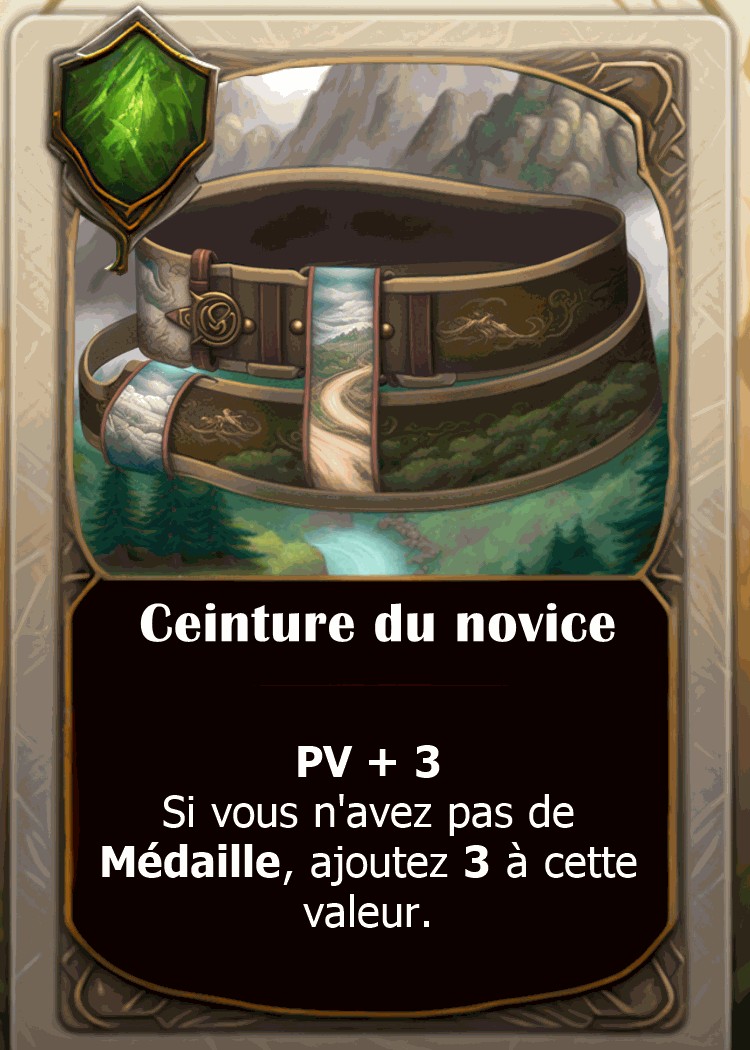 Ceinture du novice
PV + 3
Si vous n'avez pas de
Médaille, ajoutez 3 à cette
valeur.